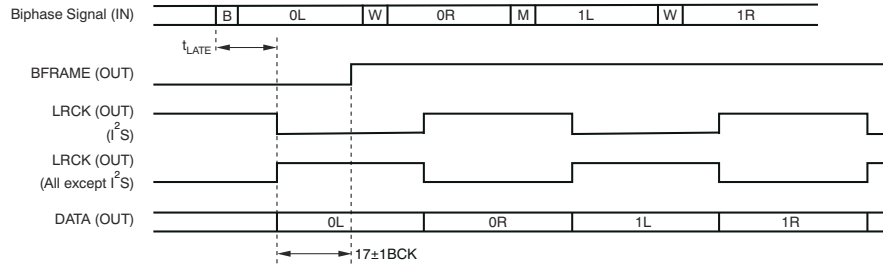 Biphase Signal (IN) B 0L W 0R M 1L W 1R
tLATE
BFRAME (OUT)
LRCK (OUT)
(I²S)
LRCK (OUT)
(All except I²S)
DATA (OUT) 0L 0R 1L 1R
17±1BCK